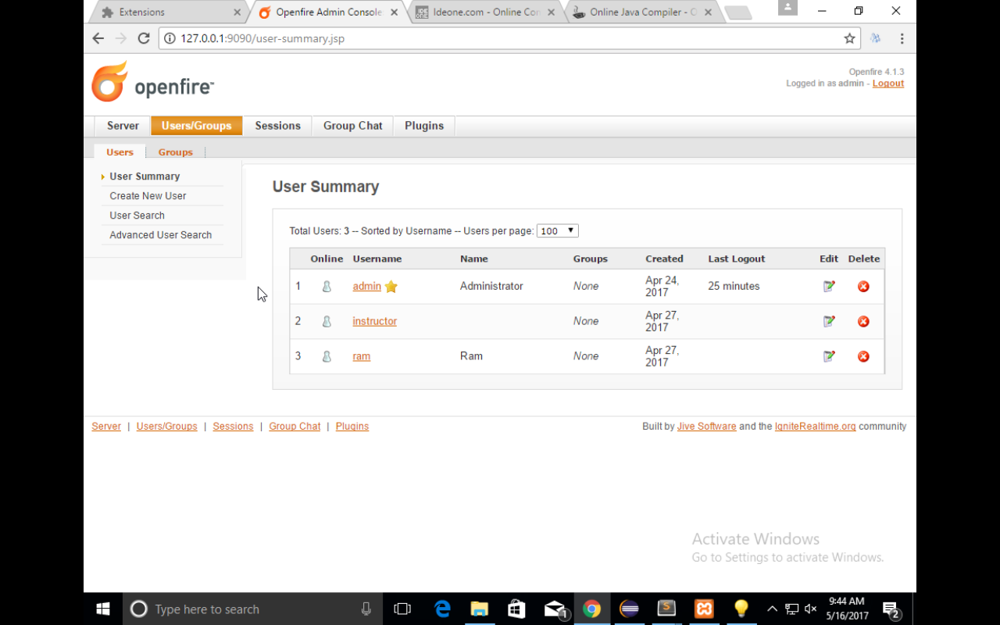 Extensions
Openfire Admin Console
Ideone.com - Online Con
Online Java Compiler - O
127.0.0.1:9090/user-summary.jsp
openfire™
Openfire 4.1.3
Logged in as admin - Logout
Server Users/Groups Sessions Group Chat Plugins
Users Groups
User Summary
Create New User
User Search
Advanced User Search
User Summary
Total Users: 3 -- Sorted by Username -- Users per page: 100
Online Username Name Groups Created Last Logout Edit Delete
1 admin Administrator None Apr 24, 2017 25 minutes
2 instructor None Apr 27, 2017
3 ram Ram None Apr 27, 2017
Server | Users/Groups | Sessions | Group Chat | Plugins
Built by Jive Software and the IgniteRealtime.org community
Activate Windows
Go to Settings to activate Windows.
Type here to search
1
9:44 AM
5/16/2017
2